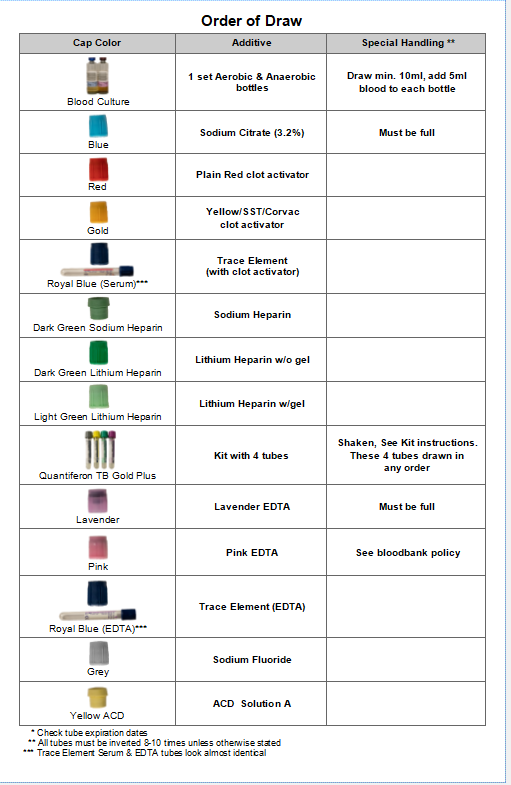 Order of Draw
Cap Color
Additive
Special Handling **
Blood Culture
1 set Aerobic & Anaerobic
bottles
Draw min. 10ml, add 5ml
blood to each bottle
Blue
Sodium Citrate (3.2%)
Must be full
Red
Plain Red clot activator
Gold
Yellow/SST/Corvac
clot activator
Royal Blue (Serum)***
Trace Element
(with clot activator)
Dark Green Sodium Heparin
Sodium Heparin
Dark Green Lithium Heparin
Lithium Heparin w/o gel
Light Green Lithium Heparin
Lithium Heparin w/gel
Quantiferon TB Gold Plus
Kit with 4 tubes
Shaken, See Kit instructions.
These 4 tubes drawn in
any order
Lavender
Lavender EDTA
Must be full
Pink
Pink EDTA
See bloodbank policy
Royal Blue (EDTA)***
Trace Element (EDTA)
Grey
Sodium Fluoride
Yellow ACD
ACD Solution A
* Check tube expiration dates
** All tubes must be inverted 8-10 times unless otherwise stated
*** Trace Element Serum & EDTA tubes look almost identical